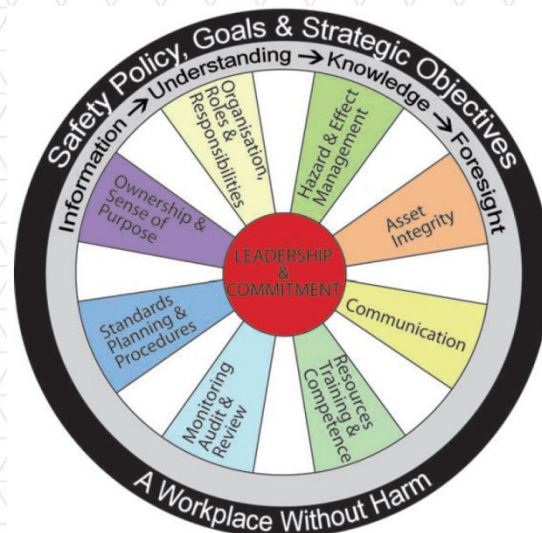 Safety Policy, Goals & Strategic Objectives
Information → Understanding → Knowledge → Foresight
Organisation,
Roles &
Responsibilities
Hazard & Effect
Management
Ownership &
Sense of
Purpose
Asset
Integrity
LEADERSHIP
&
COMMITMENT
Standards
Planning &
Procedures
Communication
Monitoring
Audit &
Review
Resources
Training &
Competence
A Workplace Without Harm